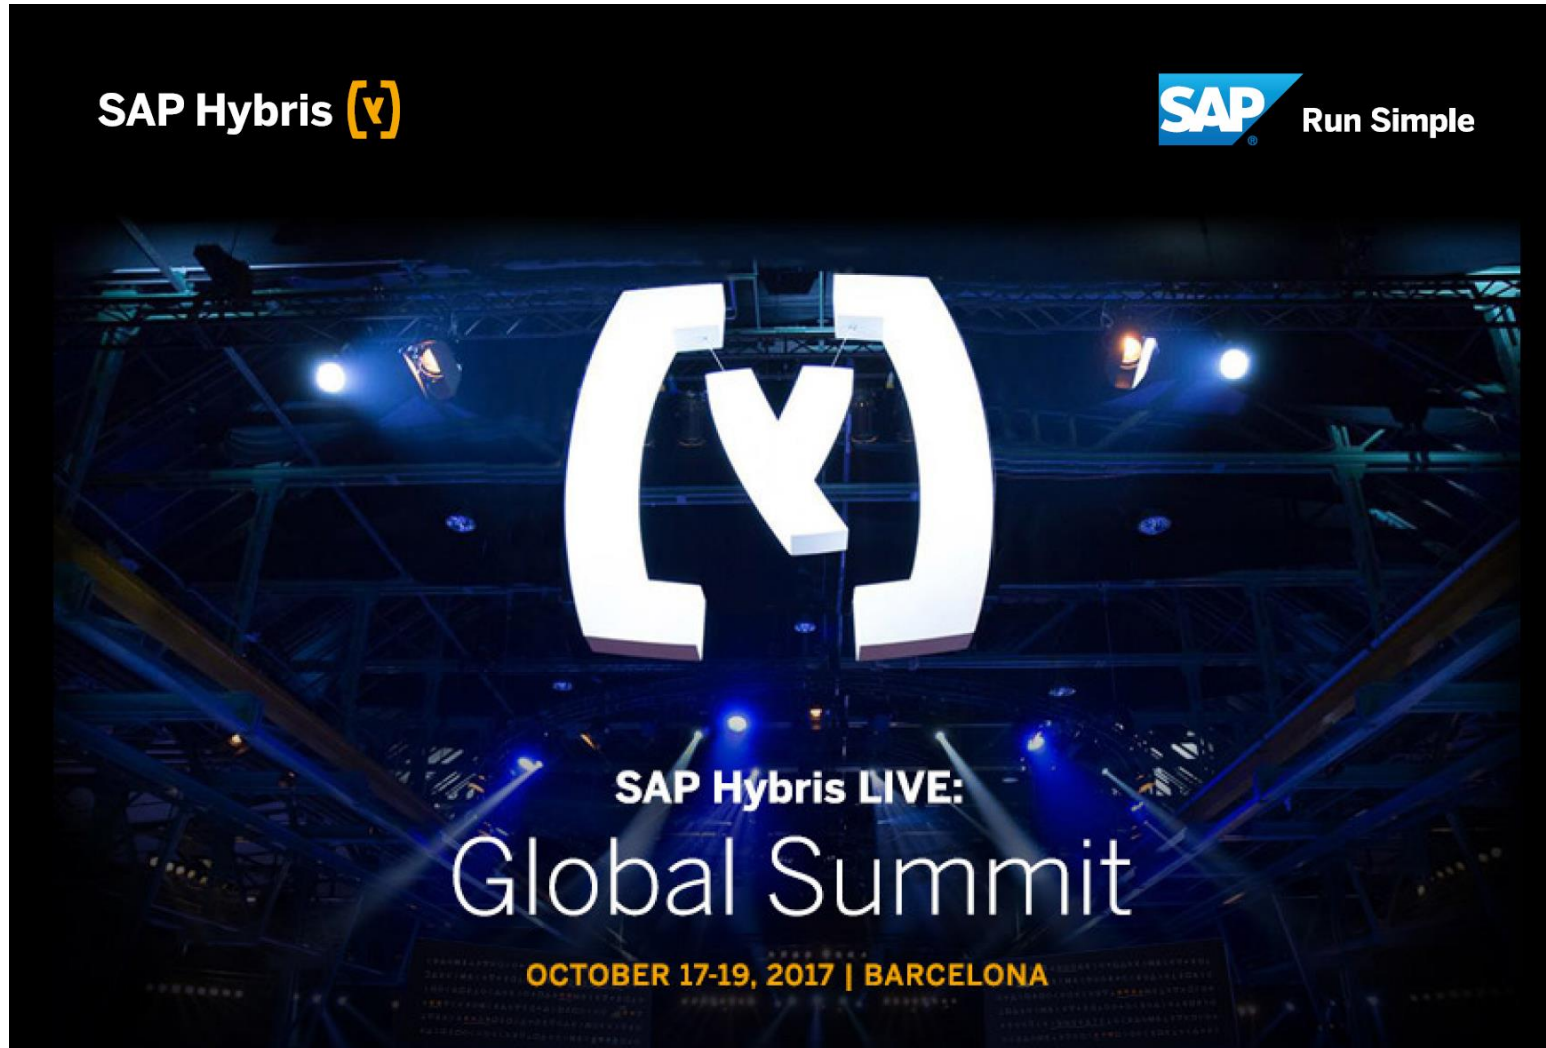 SAP Hybris (y)
SAP® Run Simple
SAP Hybris LIVE:
Global Summit
OCTOBER 17-19, 2017 | BARCELONA